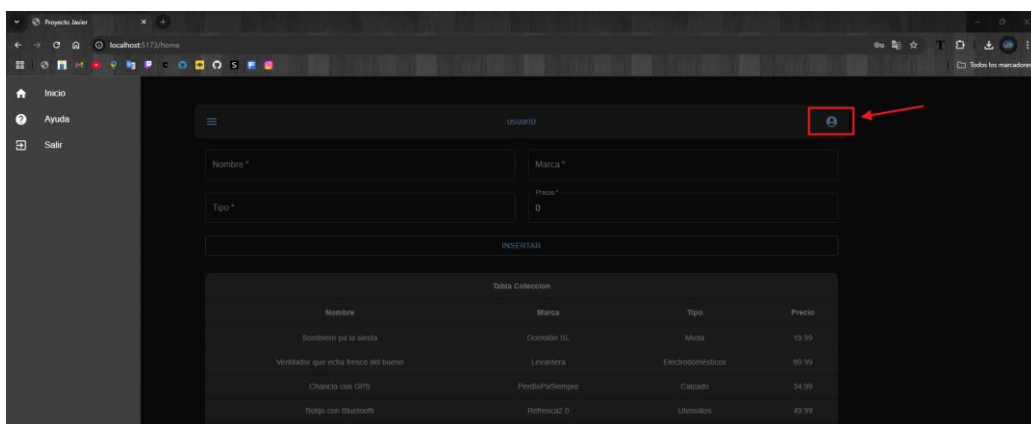 Proyecto Javier
localhost:5173/home
Todos los marcadores
Inicio
Ayuda
Salir
usuario
Nombre *
Marca *
Tipo *
Precio *
0
INSERTAR
Tabla Coleccion
Nombre Marca Tipo Precio
Sombrero pa la siesta Dormilón SL Moda 19.99
Ventilador que echa fresco del bueno Levantera Electrodomésticos 99.99
Chancla con GPS PerdíoPaSiempre Calzado 34.99
Botijo con Bluetooth Refresca2.0 Utensilios 49.99